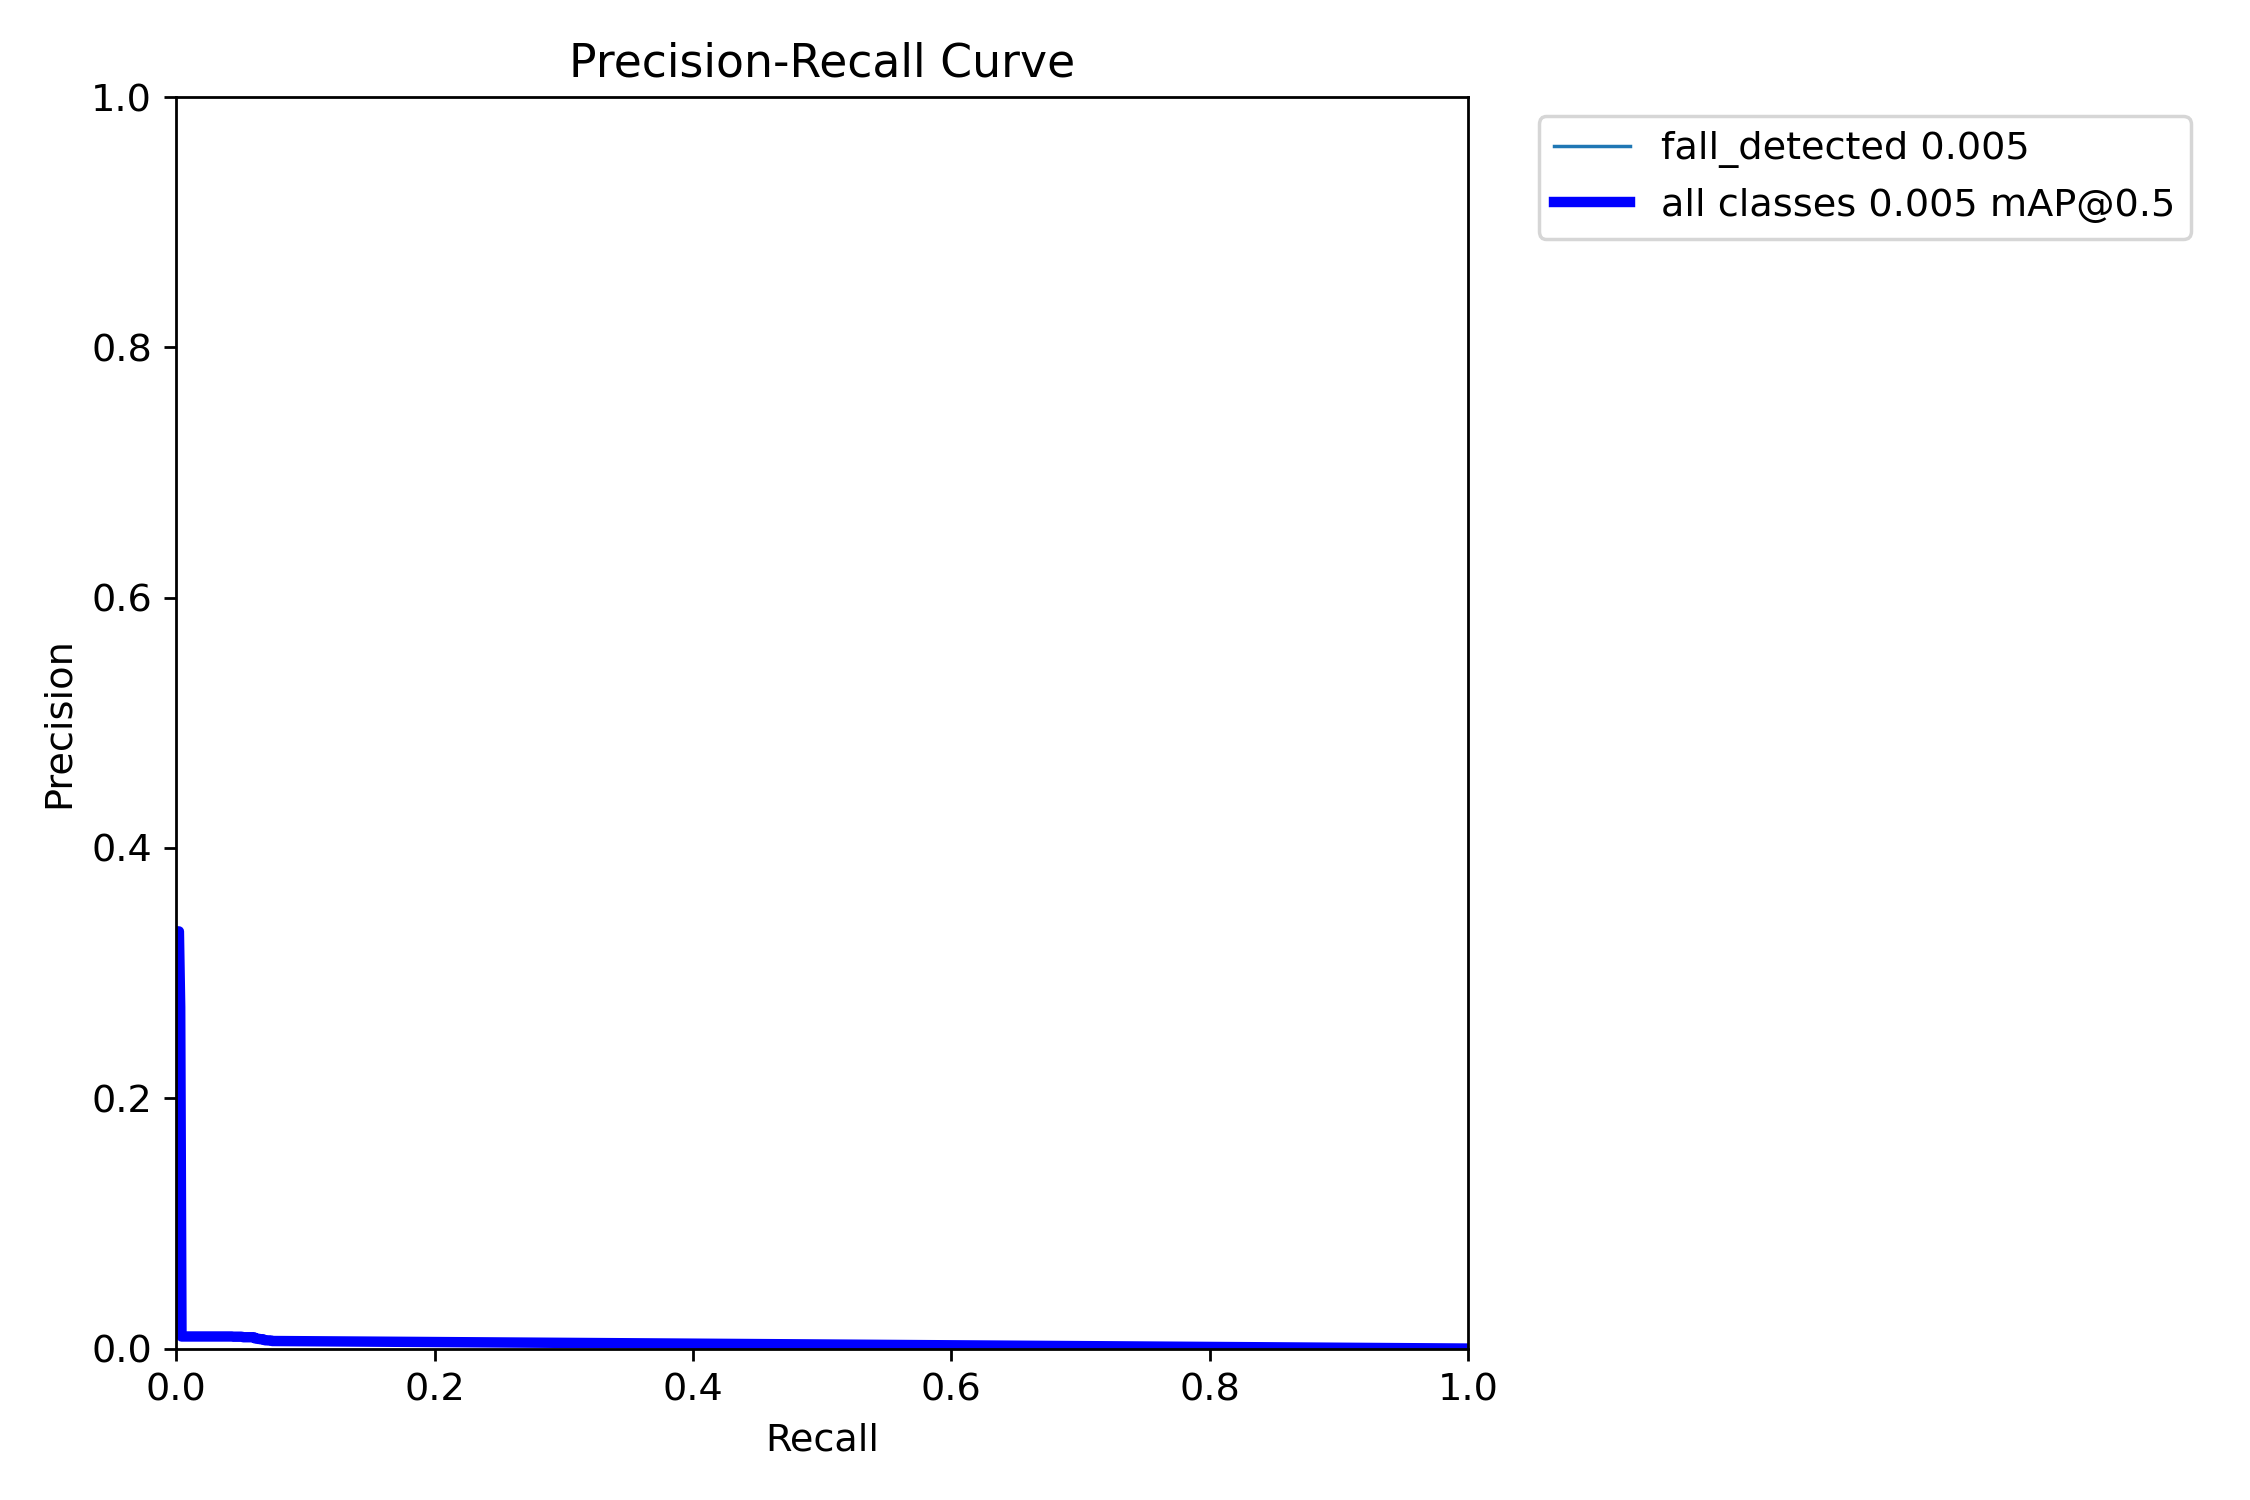 Precision-Recall Curve
1.0
0.8
0.6
0.4
0.2
0.0
Precision
0.0 0.2 0.4 0.6 0.8 1.0
Recall
fall_detected 0.005
all classes 0.005 mAP@0.5